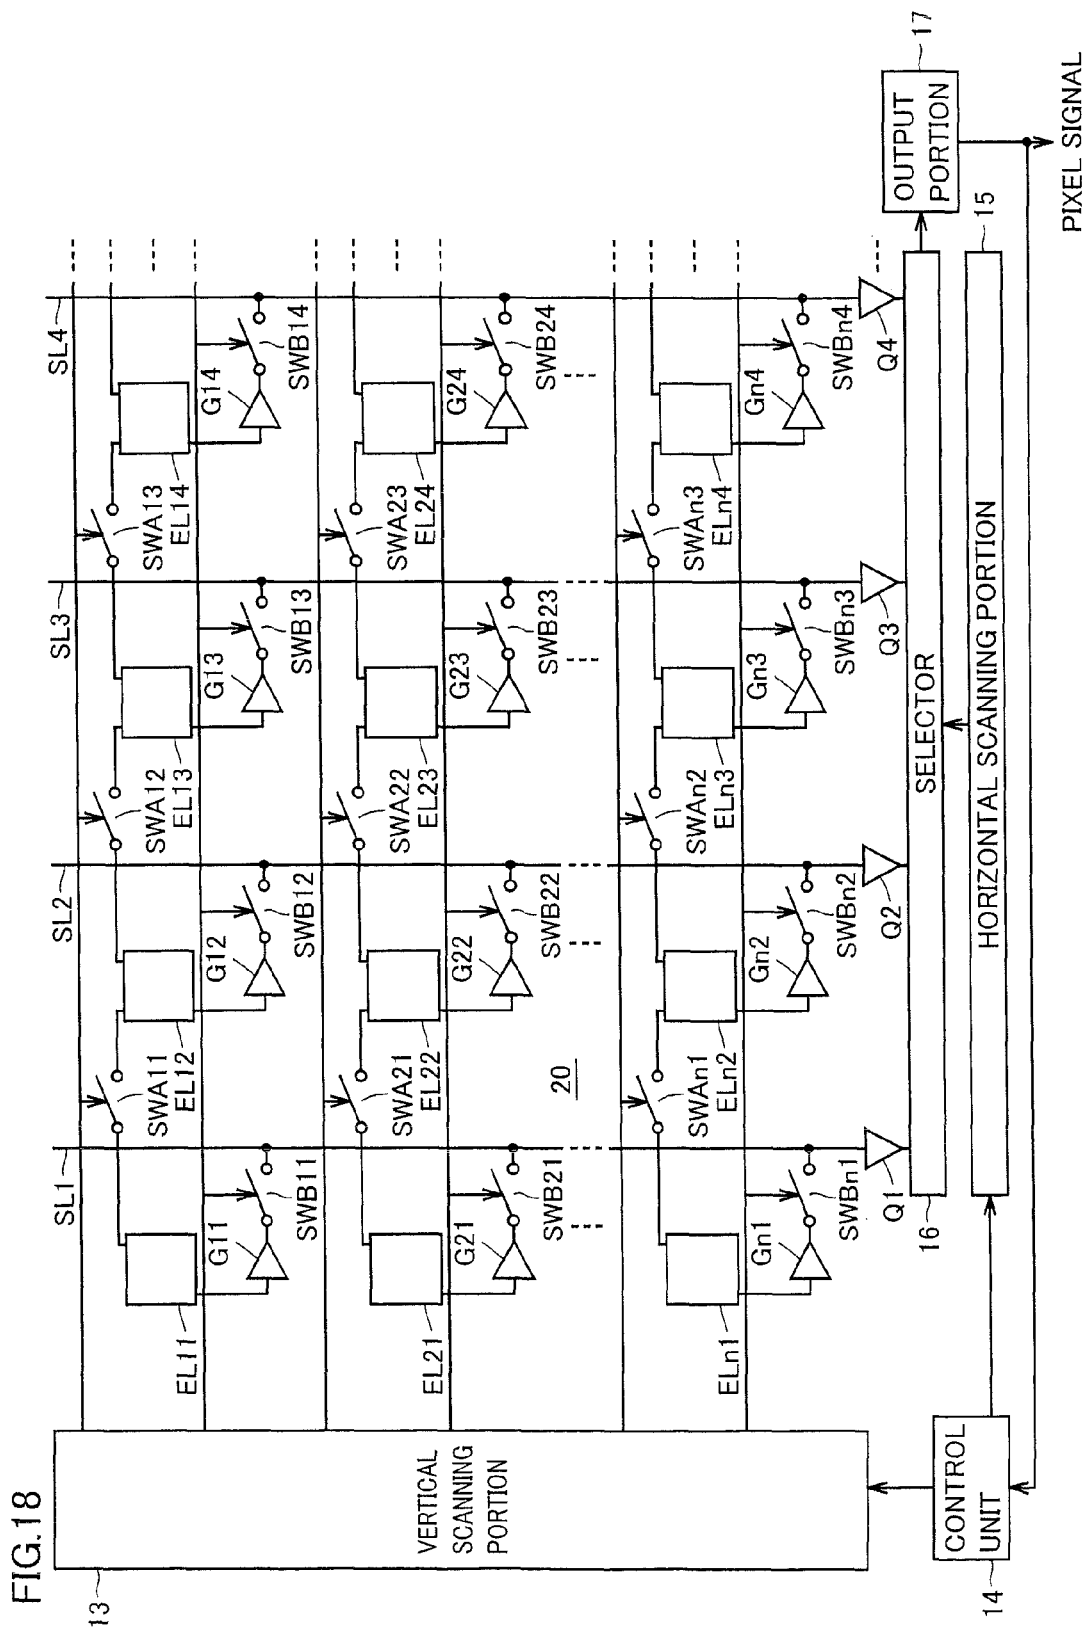 FIG.18
13
VERTICAL
SCANNING
PORTION
SL1
SL2
SL3
SL4
SWA11
SWA12
SWA13
EL11
EL12
EL13
EL14
G11
G12
G13
G14
SWB11
SWB12
SWB13
SWB14
SWA21
SWA22
SWA23
EL21
EL22
EL23
EL24
G21
G22
G23
G24
SWB21
SWB22
SWB23
SWB24
20
SWAn1
SWAn2
SWAn3
ELn1
ELn2
ELn3
ELn4
Gn1
Gn2
Gn3
Gn4
SWBn1
SWBn2
SWBn3
SWBn4
Q1
Q2
Q3
Q4
16
SELECTOR
OUTPUT
PORTION
17
HORIZONTAL SCANNING PORTION
15
CONTROL
UNIT
14
PIXEL SIGNAL